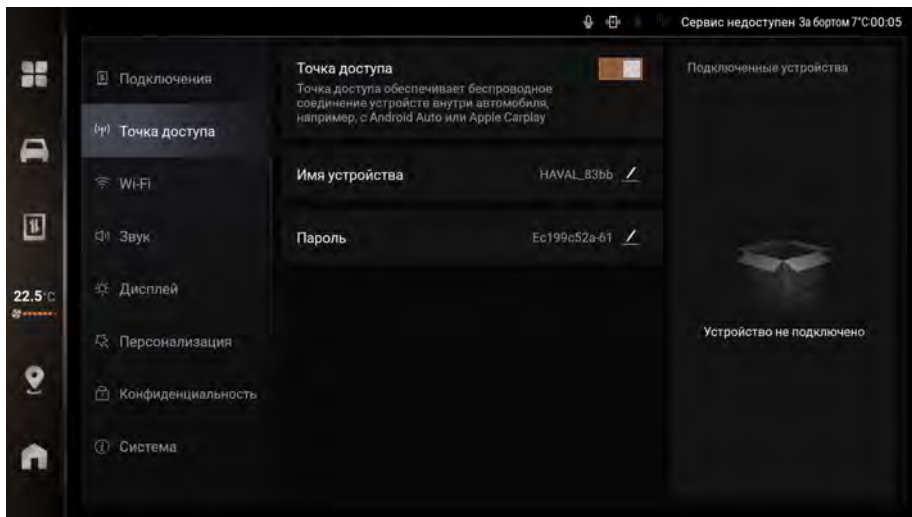 Сервис недоступен За бортом 7°C 00:05
Подключения
Точка доступа
Wi-Fi
Звук
Дисплей
Персонализация
Конфиденциальность
Система
22.5°C
Точка доступа
Точка доступа обеспечивает беспроводное
соединение устройств внутри автомобиля,
например, с Android Auto или Apple Carplay
Имя устройства HAVAL_83bb
Пароль Ec199c52a-61
Подключенные устройства
Устройство не подключено